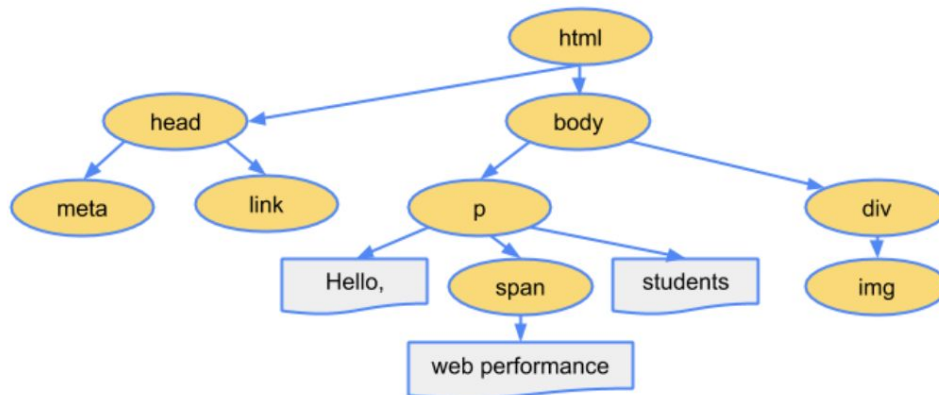 html
head
body
meta
link
p
div
Hello,
span
students
img
web performance